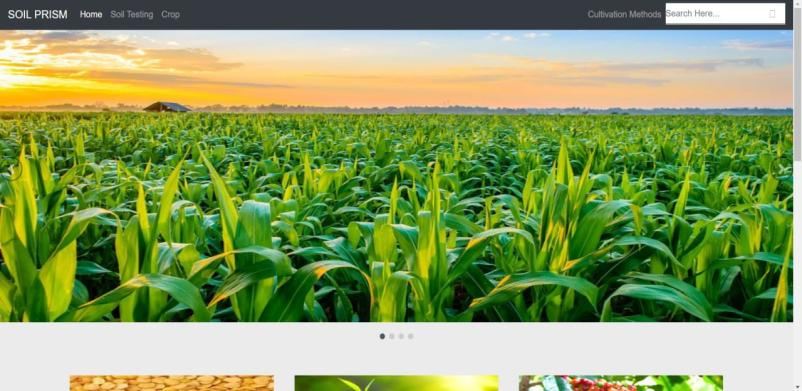 SOIL PRISM Home Soil Testing Crop Cultivation Methods Search Here...